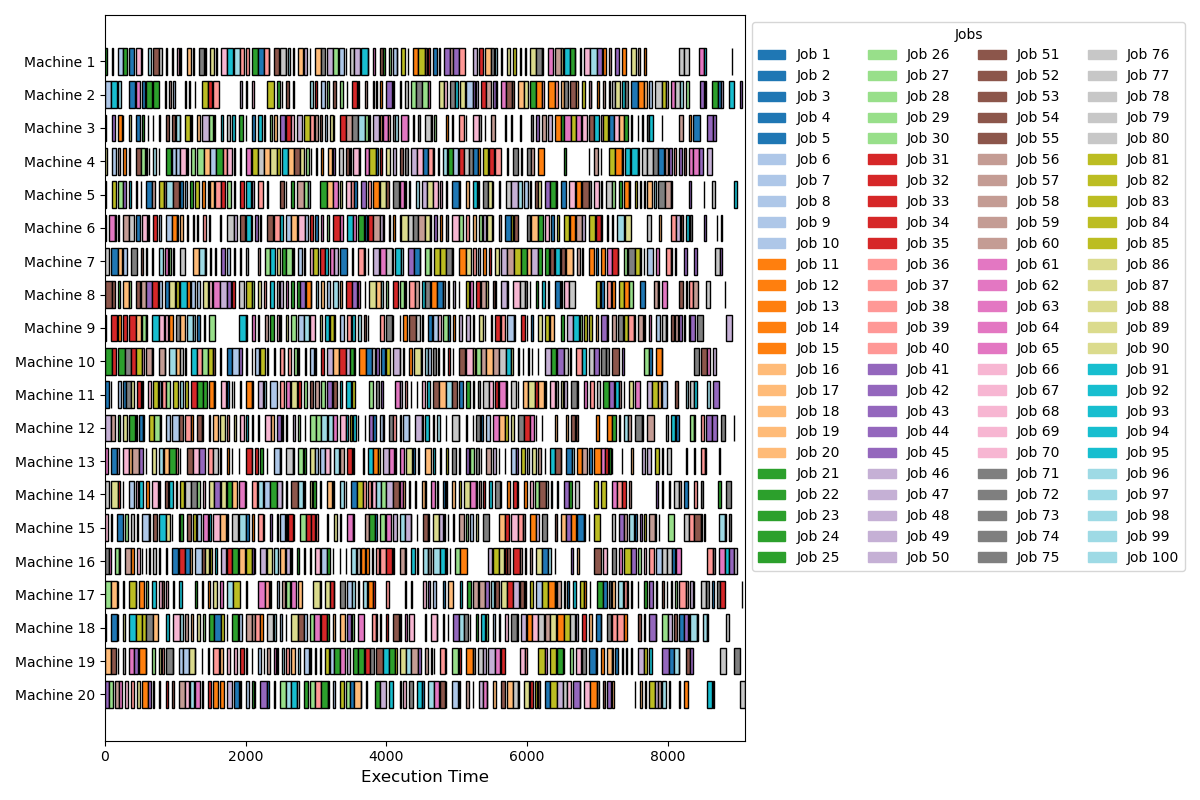 Machine 1
Machine 2
Machine 3
Machine 4
Machine 5
Machine 6
Machine 7
Machine 8
Machine 9
Machine 10
Machine 11
Machine 12
Machine 13
Machine 14
Machine 15
Machine 16
Machine 17
Machine 18
Machine 19
Machine 20
0 2000 4000 6000 8000
Execution Time
Jobs
Job 1 Job 26 Job 51 Job 76
Job 2 Job 27 Job 52 Job 77
Job 3 Job 28 Job 53 Job 78
Job 4 Job 29 Job 54 Job 79
Job 5 Job 30 Job 55 Job 80
Job 6 Job 31 Job 56 Job 81
Job 7 Job 32 Job 57 Job 82
Job 8 Job 33 Job 58 Job 83
Job 9 Job 34 Job 59 Job 84
Job 10 Job 35 Job 60 Job 85
Job 11 Job 36 Job 61 Job 86
Job 12 Job 37 Job 62 Job 87
Job 13 Job 38 Job 63 Job 88
Job 14 Job 39 Job 64 Job 89
Job 15 Job 40 Job 65 Job 90
Job 16 Job 41 Job 66 Job 91
Job 17 Job 42 Job 67 Job 92
Job 18 Job 43 Job 68 Job 93
Job 19 Job 44 Job 69 Job 94
Job 20 Job 45 Job 70 Job 95
Job 21 Job 46 Job 71 Job 96
Job 22 Job 47 Job 72 Job 97
Job 23 Job 48 Job 73 Job 98
Job 24 Job 49 Job 74 Job 99
Job 25 Job 50 Job 75 Job 100